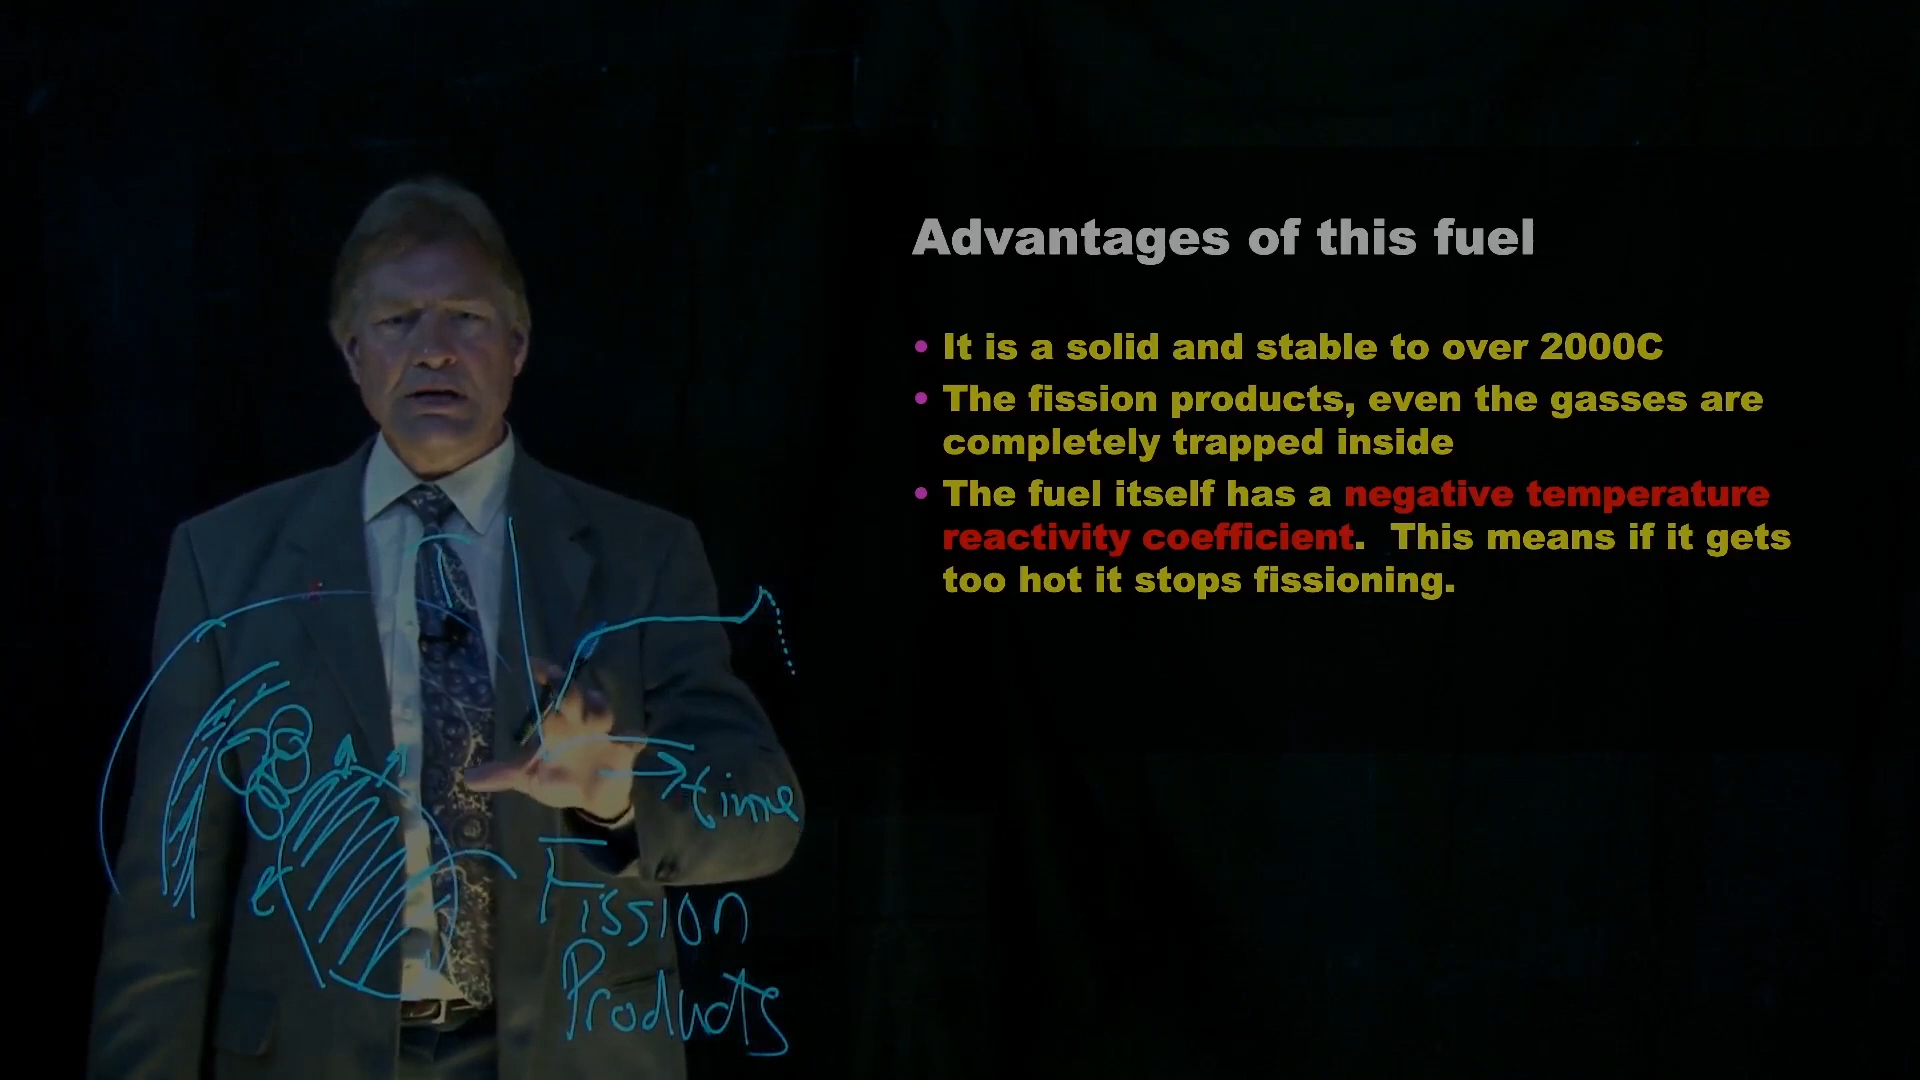 Advantages of this fuel
• It is a solid and stable to over 2000C
• The fission products, even the gasses are
completely trapped inside
• The fuel itself has a negative temperature
reactivity coefficient. This means if it gets
too hot it stops fissioning.
T
time
Fission
Products